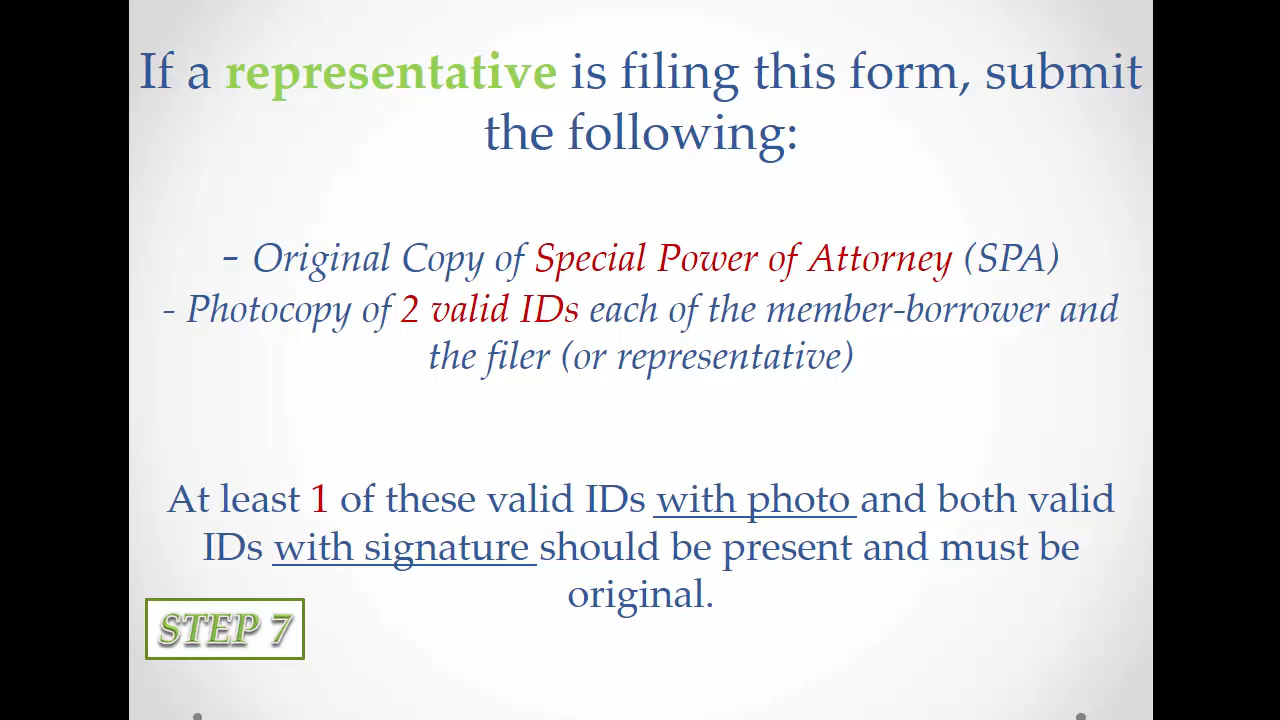 If a representative is filing this form, submit
the following:
- Original Copy of Special Power of Attorney (SPA)
- Photocopy of 2 valid IDs each of the member-borrower and
the filer (or representative)
At least 1 of these valid IDs with photo and both valid
IDs with signature should be present and must be
original.
STEP 7